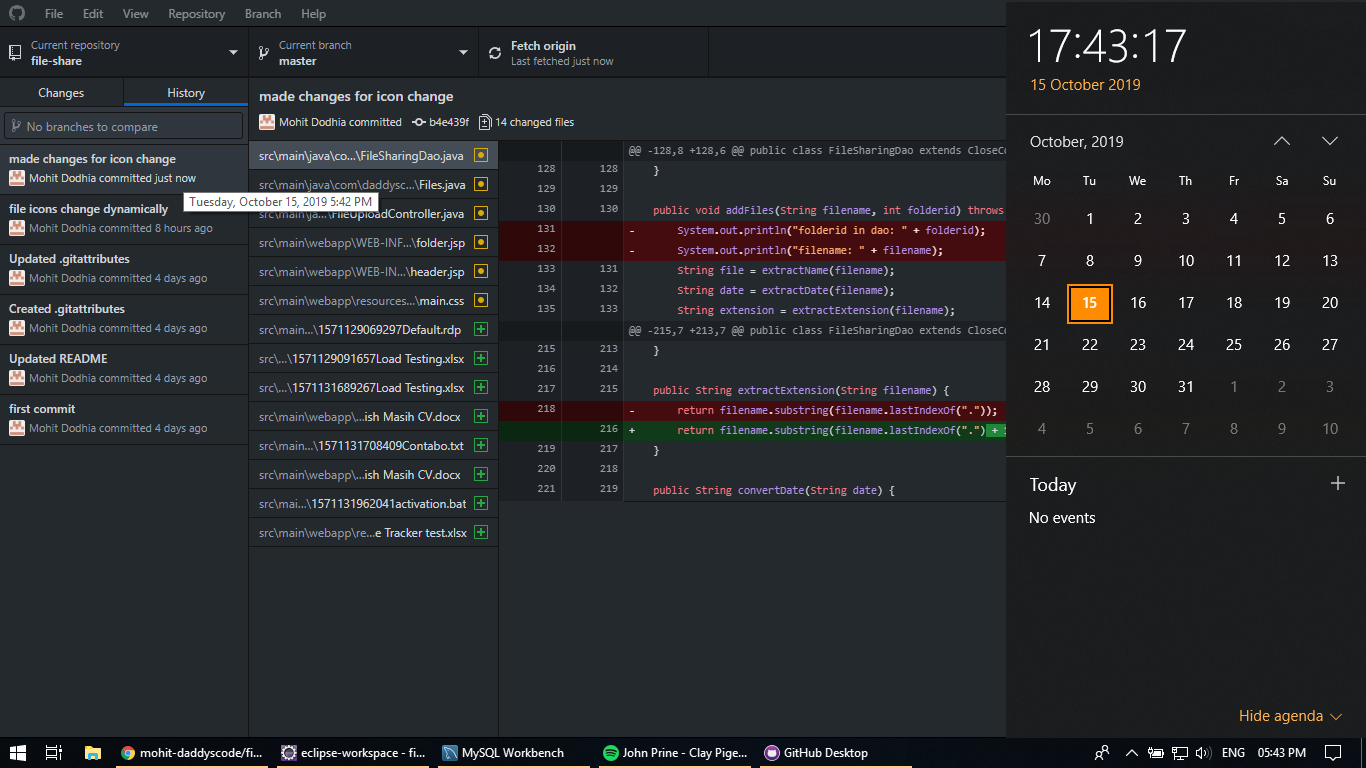 File Edit View Repository Branch Help
Current repository
file-share
Current branch
master
Fetch origin
Last fetched just now
Changes History
No branches to compare
made changes for icon change
Mohit Dodhia committed just now
Tuesday, October 15, 2019 5:42 PM
file icons change dynamically
Mohit Dodhia committed 8 hours ago
Updated .gitattributes
Mohit Dodhia committed 4 days ago
Created .gitattributes
Mohit Dodhia committed 4 days ago
Updated README
Mohit Dodhia committed 4 days ago
first commit
Mohit Dodhia committed 4 days ago
made changes for icon change
Mohit Dodhia committed b4e439f 14 changed files
src\main\java\co...\FileSharingDao.java
src\main\java\com\daddysc...\Files.java
src\main\ja...\FileUploadController.java
src\main\webapp\WEB-INF...\folder.jsp
src\main\webapp\WEB-IN...\header.jsp
src\main\webapp\resources...\main.css
src\main...\1571129069297Default.rdp
src\...\1571129091657Load Testing.xlsx
src\...\1571131689267Load Testing.xlsx
src\main\webapp\...ish Masih CV.docx
src\main\webapp...\1571131708409Contabo.txt
src\main\webapp\...ish Masih CV.docx
src\mai...\1571131962041activation.bat
src\main\webapp\re...e Tracker test.xlsx
@@ -128,8 +128,6 @@ public class FileSharingDao extends CloseCo
128 128 }
129 129
130 130 public void addFiles(String filename, int folderid) throws
131 - System.out.println("folderid in dao: " + folderid);
132 - System.out.println("filename: " + filename);
133 131 String file = extractName(filename);
134 132 String date = extractDate(filename);
135 133 String extension = extractExtension(filename);
@@ -215,7 +213,7 @@ public class FileSharingDao extends CloseCo
215 213 }
216 214
217 215 public String extractExtension(String filename) {
218 - return filename.substring(filename.lastIndexOf("."));
216 + return filename.substring(filename.lastIndexOf(".") +
219 217 }
220 218
221 219 public String convertDate(String date) {
17:43:17
15 October 2019
October, 2019
Mo Tu We Th Fr Sa Su
30 1 2 3 4 5 6
7 8 9 10 11 12 13
14 15 16 17 18 19 20
21 22 23 24 25 26 27
28 29 30 31 1 2 3
4 5 6 7 8 9 10
Today
No events
Hide agenda
mohit-daddyscode/fi... eclipse-workspace - fi... MySQL Workbench John Prine - Clay Pige... GitHub Desktop ENG 05:43 PM